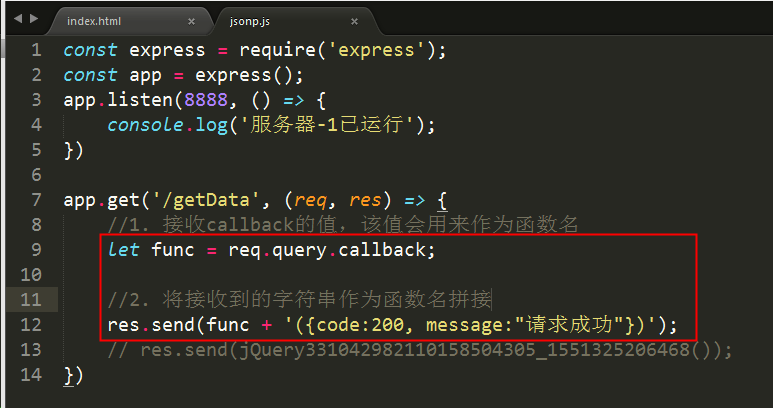 index.html
jsonp.js
1 const express = require('express');
2 const app = express();
3 app.listen(8888, () => {
4 console.log('服务器-1已运行');
5 })
6
7 app.get('/getData', (req, res) => {
8 //1. 接收callback的值，该值会用来作为函数名
9 let func = req.query.callback;
10
11 //2. 将接收到的字符串作为函数名拼接
12 res.send(func + '({code:200, message:"请求成功"})');
13 // res.send(jQuery331042982110158504305_1551325206468());
14 })